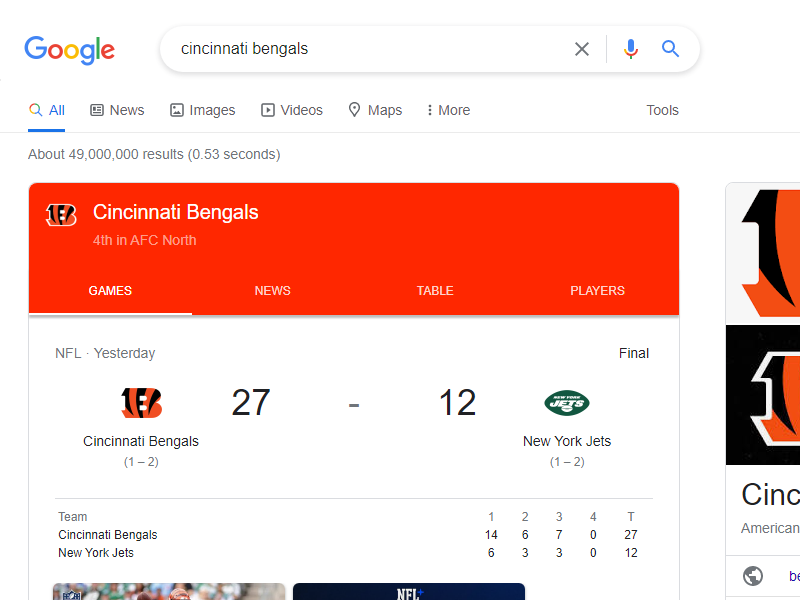 Google
cincinnati bengals
All
News
Images
Videos
Maps
More
Tools
About 49,000,000 results (0.53 seconds)
Cincinnati Bengals
4th in AFC North
GAMES
NEWS
TABLE
PLAYERS
NFL · Yesterday
Final
27 - 12
NEW YORK
JETS
Cincinnati Bengals
New York Jets
(1 – 2)
(1 – 2)
Team 1 2 3 4 T
Cincinnati Bengals 14 6 7 0 27
New York Jets 6 3 3 0 12
NFL+
Cinc
American
be